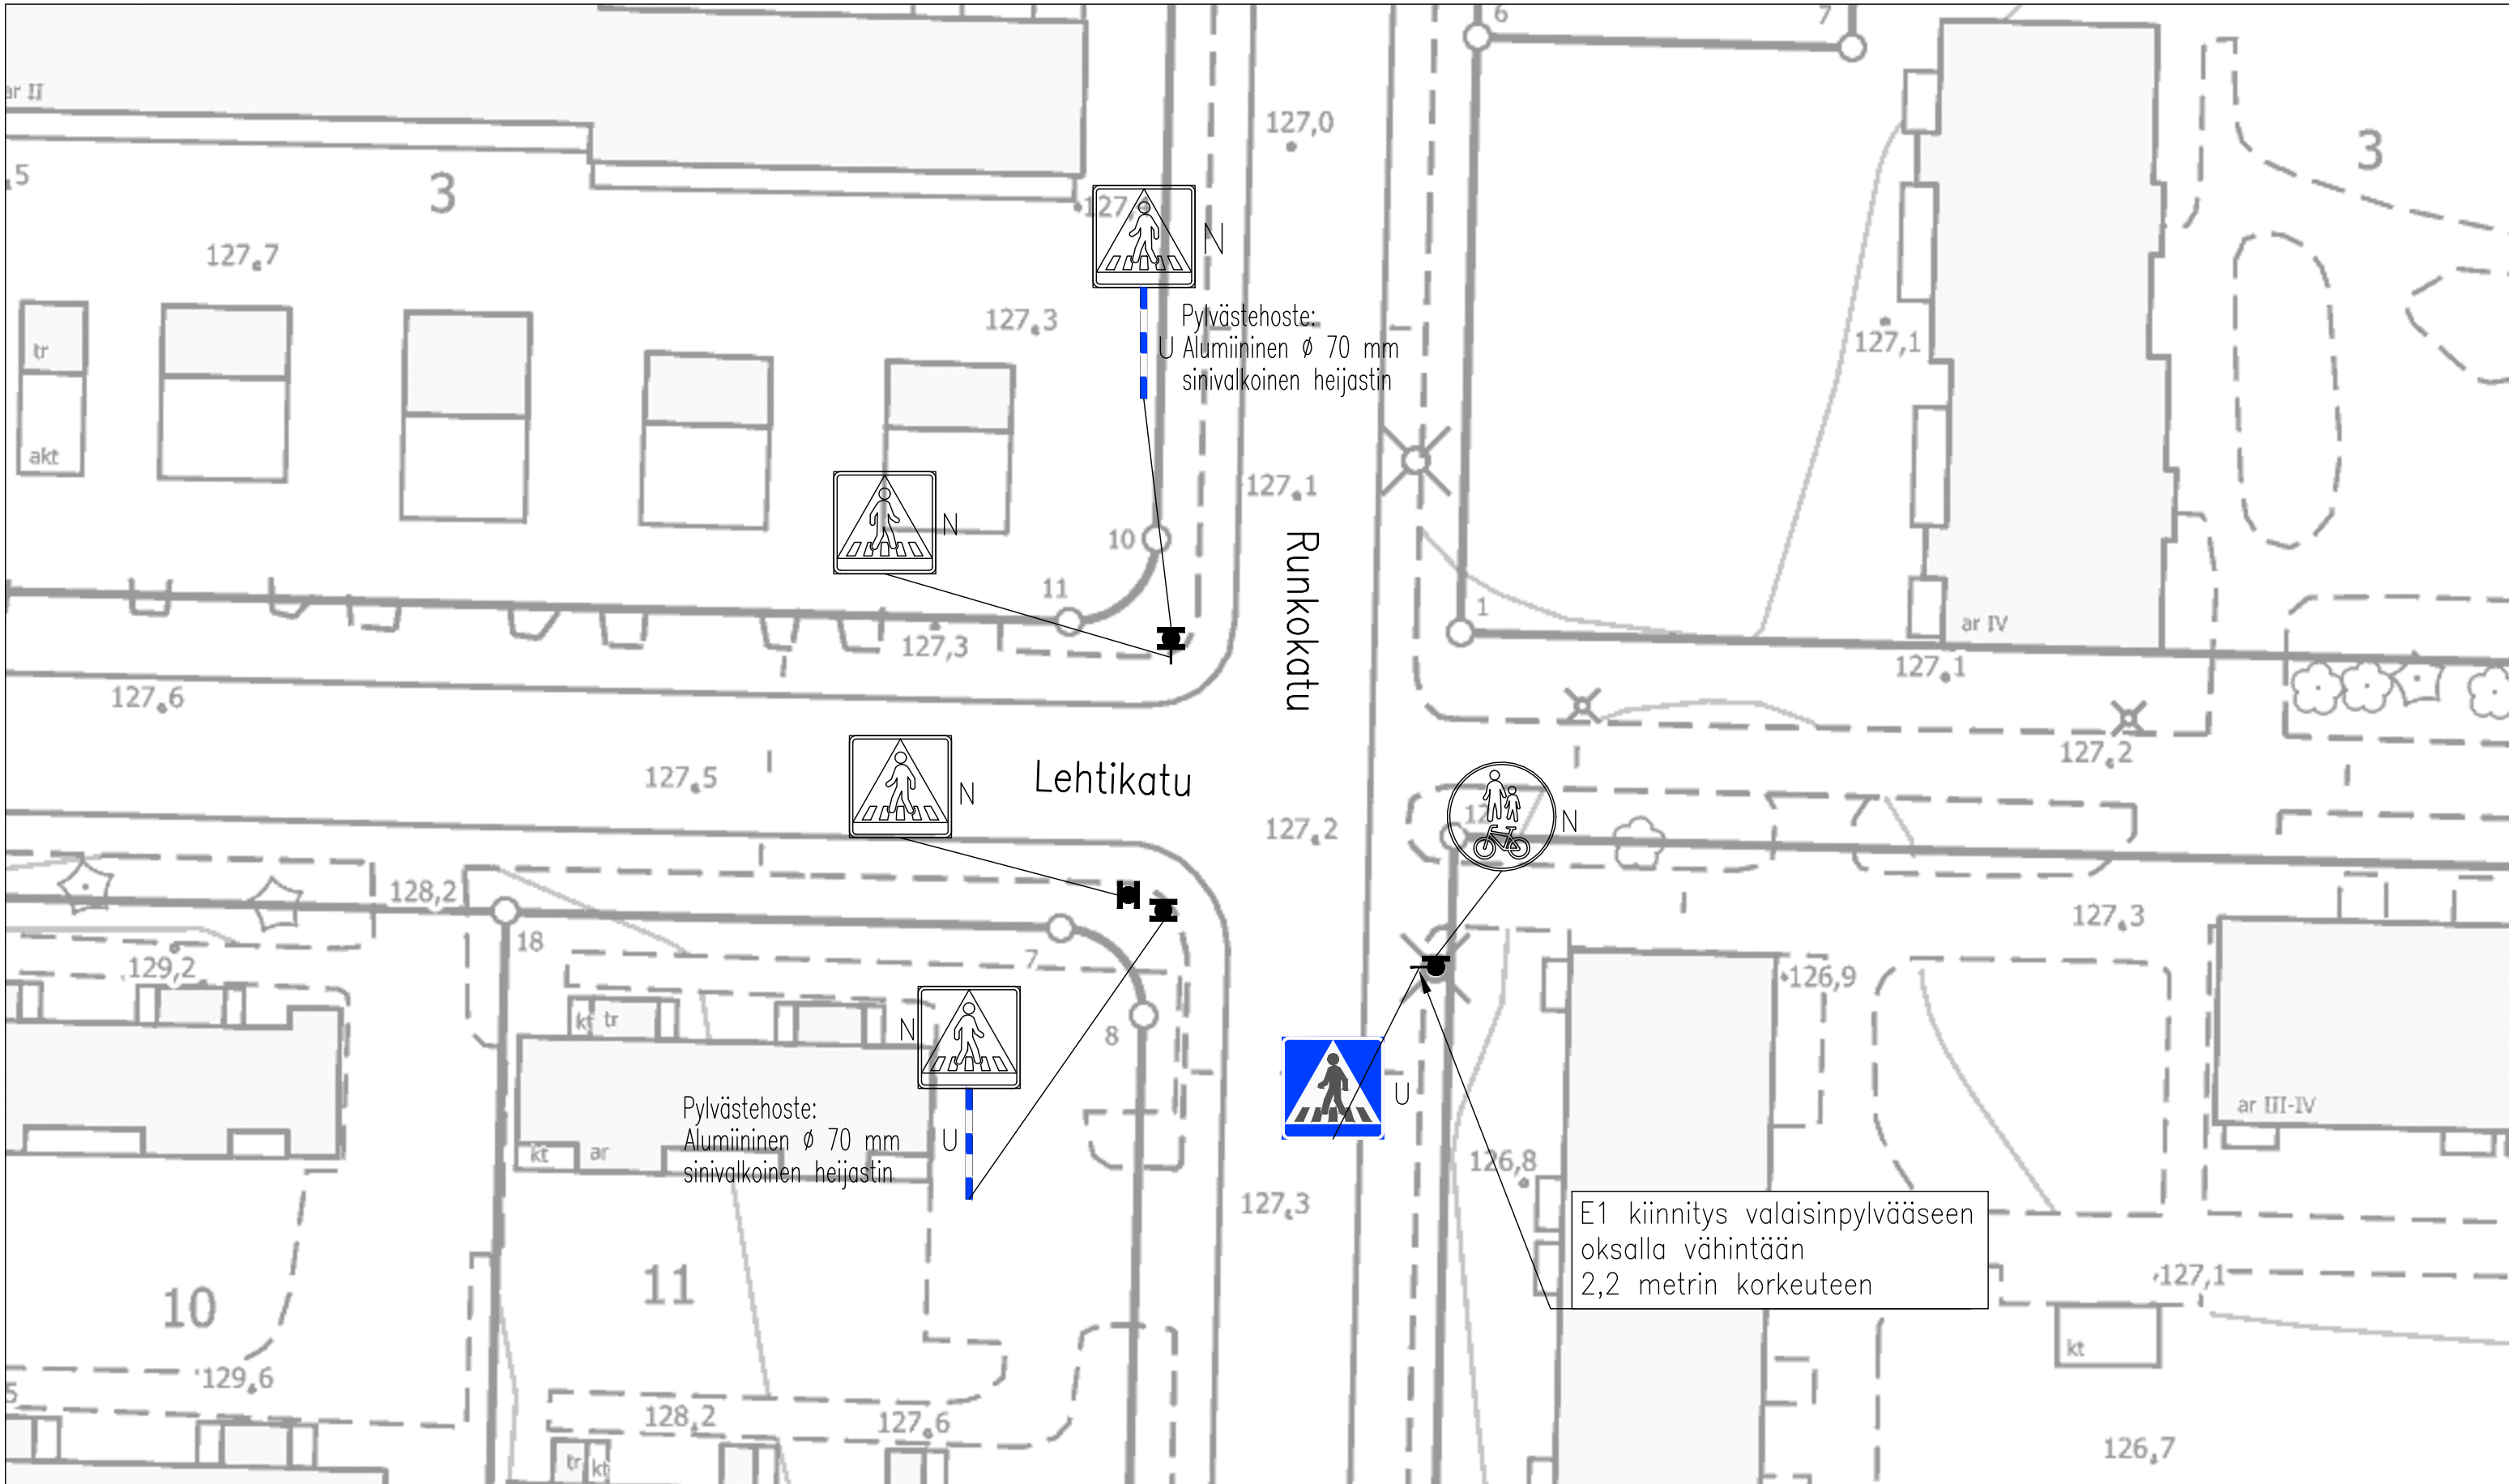 6
7
ar II
127,0
3
,5
3
127,4
N
127,7
127,3
Pylvästehoste:
U Alumiininen ø 70 mm
sinivalkoinen heijastin
127,1
tr
akt
127,1
N
10
Runkokatu
11
1
ar IV
127,3
127,1
127,6
127,2
127,5
Lehtikatu
N
12
N
127,2
128,2
18
7
127,3
129,2
126,9
kt tr
N
8
U
Pylvästehoste:
Alumiininen ø 70 mm
U
sinivalkoinen heijastin
kt
ar
ar III-IV
126,8
127,3
E1 kiinnitys valaisinpylvääseen
oksalla vähintään
2,2 metrin korkeuteen
10
11
127,1
kt
129,6
5
128,2
127,6
126,7
tr kt